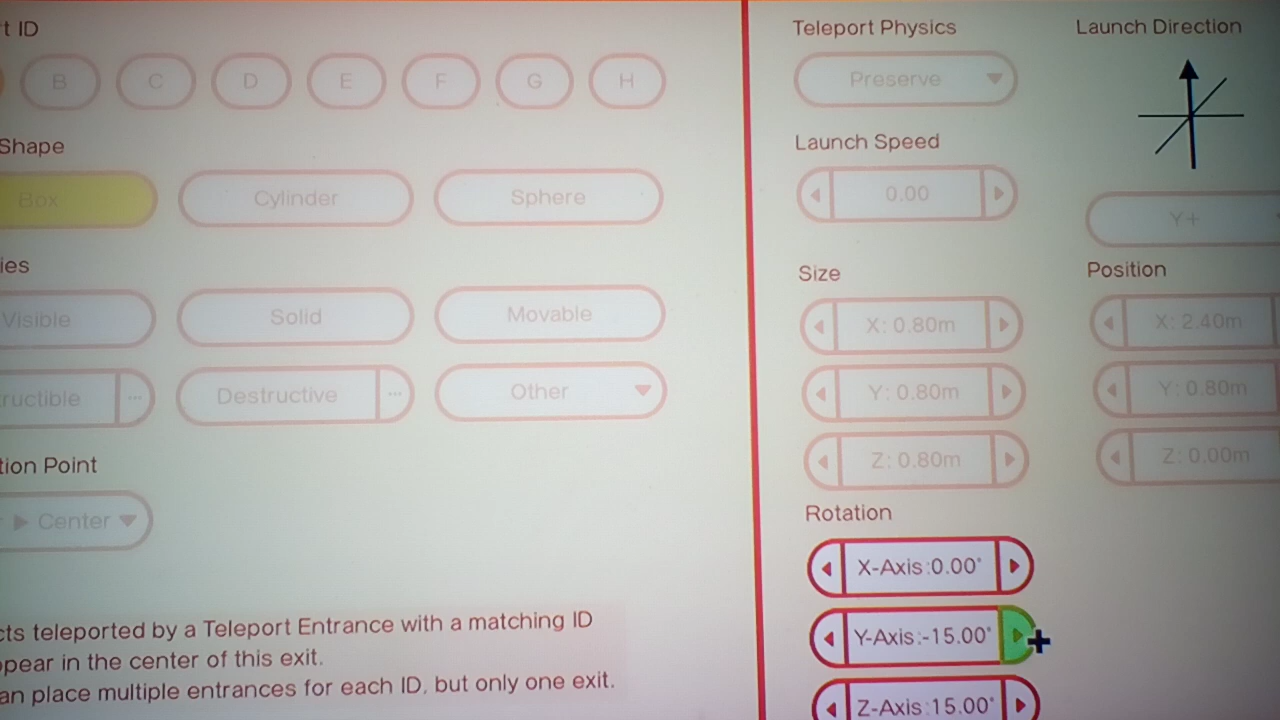 t ID
B C D E F G H
Shape
Box Cylinder Sphere
ies
Visible Solid Movable
ructible ... Destructive ... Other
tion Point
Center
cts teleported by a Teleport Entrance with a matching ID
ppear in the center of this exit.
an place multiple entrances for each ID, but only one exit.
Teleport Physics
Preserve
Launch Speed
0.00
Launch Direction
Y+
Size
X: 0.80m
Y: 0.80m
Z: 0.80m
Position
X: 2.40m
Y: 0.80m
Z: 0.00m
Rotation
X-Axis:0.00°
Y-Axis:-15.00°
Z-Axis:15.00°